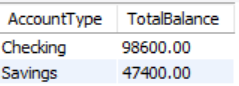 AccountType TotalBalance
Checking 98600.00
Savings 47400.00